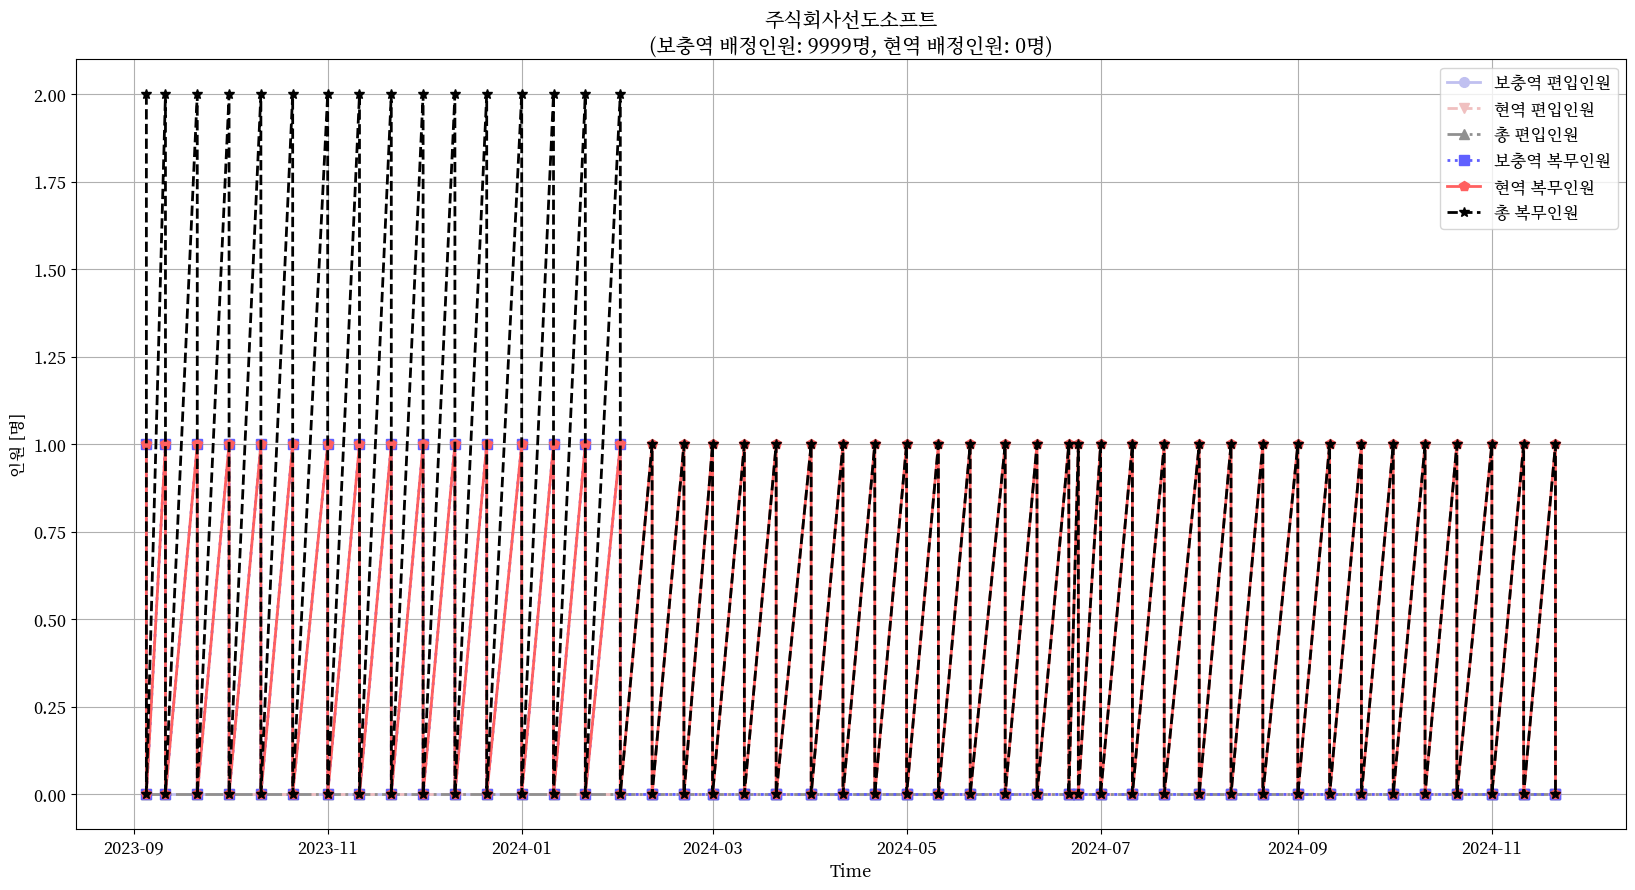 주식회사선도소프트
(보충역 배정인원: 9999명, 현역 배정인원: 0명)
2.00
1.75
1.50
1.25
1.00
0.75
0.50
0.25
0.00
인원 [명]
보충역 편입인원
현역 편입인원
총 편입인원
보충역 복무인원
현역 복무인원
총 복무인원
2023-09
2023-11
2024-01
2024-03
2024-05
2024-07
2024-09
2024-11
Time